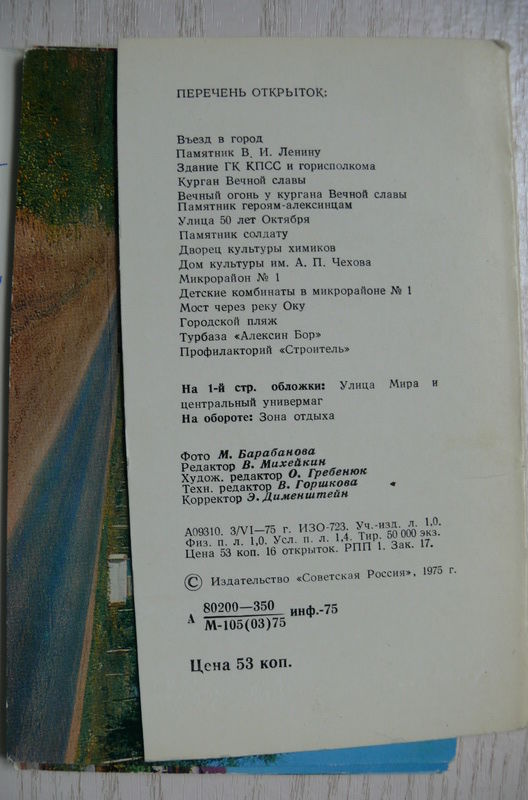 ПЕРЕЧЕНЬ ОТКРЫТОК:
Въезд в город
Памятник В. И. Ленину
Здание ГК КПСС и горисполкома
Курган Вечной славы
Вечный огонь у кургана Вечной славы
Памятник героям-алексинцам
Улица 50 лет Октября
Памятник солдату
Дворец культуры химиков
Дом культуры им. А. П. Чехова
Микрорайон № 1
Детские комбинаты в микрорайоне № 1
Мост через реку Оку
Городской пляж
Турбаза «Алексин Бор»
Профилакторий «Строитель»
На 1-й стр. обложки: Улица Мира и
центральный универмаг
На обороте: Зона отдыха
Фото М. Барабанова
Редактор В. Михейкин
Худож. редактор О. Гребенюк
Техн. редактор В. Горшкова
Корректор Э. Дименштейн
А09310. 3/VI—75 г. ИЗО-723. Уч.-изд. л. 1,0.
Физ. п. л. 1,0. Усл. п. л. 1,4. Тир. 50 000 экз.
Цена 53 коп. 16 открыток. РПП 1. Зак. 17.
© Издательство «Советская Россия», 1975 г.
А 80200—350 инф.-75
М-105(03)75
Цена 53 коп.